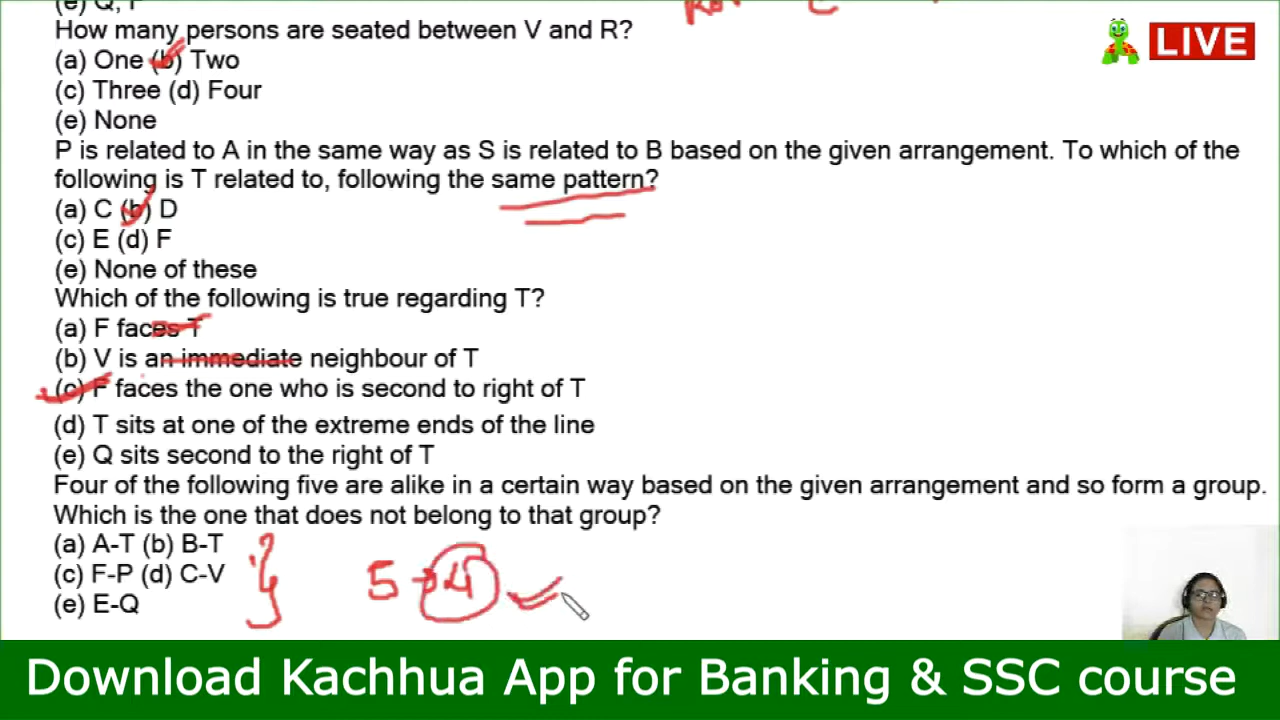 (e) Q, T
How many persons are seated between V and R?
LIVE
(a) One (b) Two
(c) Three (d) Four
(e) None
P is related to A in the same way as S is related to B based on the given arrangement. To which of the
following is T related to, following the same pattern?
(a) C (b) D
(c) E (d) F
(e) None of these
Which of the following is true regarding T?
(a) F faces T
(b) V is an immediate neighbour of T
(c) F faces the one who is second to right of T
(d) T sits at one of the extreme ends of the line
(e) Q sits second to the right of T
Four of the following five are alike in a certain way based on the given arrangement and so form a group.
Which is the one that does not belong to that group?
(a) A-T (b) B-T
(c) F-P (d) C-V
5 4
(e) E-Q
Download Kachhua App for Banking & SSC course